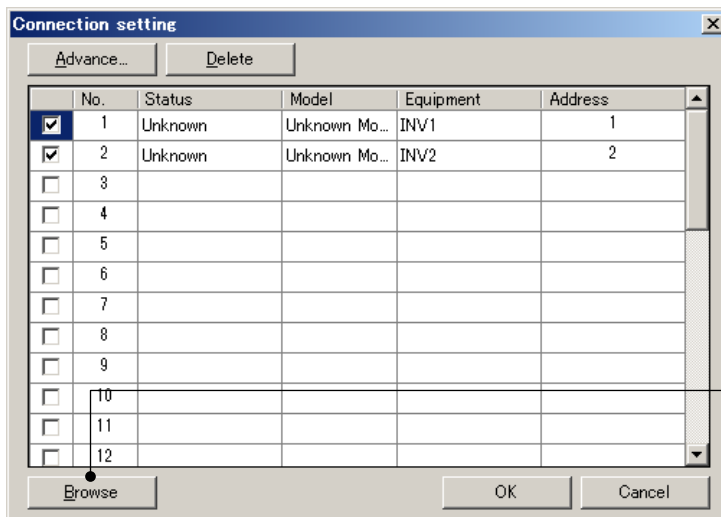 Connection setting
Advance... Delete
No. Status Model Equipment Address
1 Unknown Unknown Mo... INV1 1
2 Unknown Unknown Mo... INV2 2
3
4
5
6
7
8
9
10
11
12
Browse OK Cancel